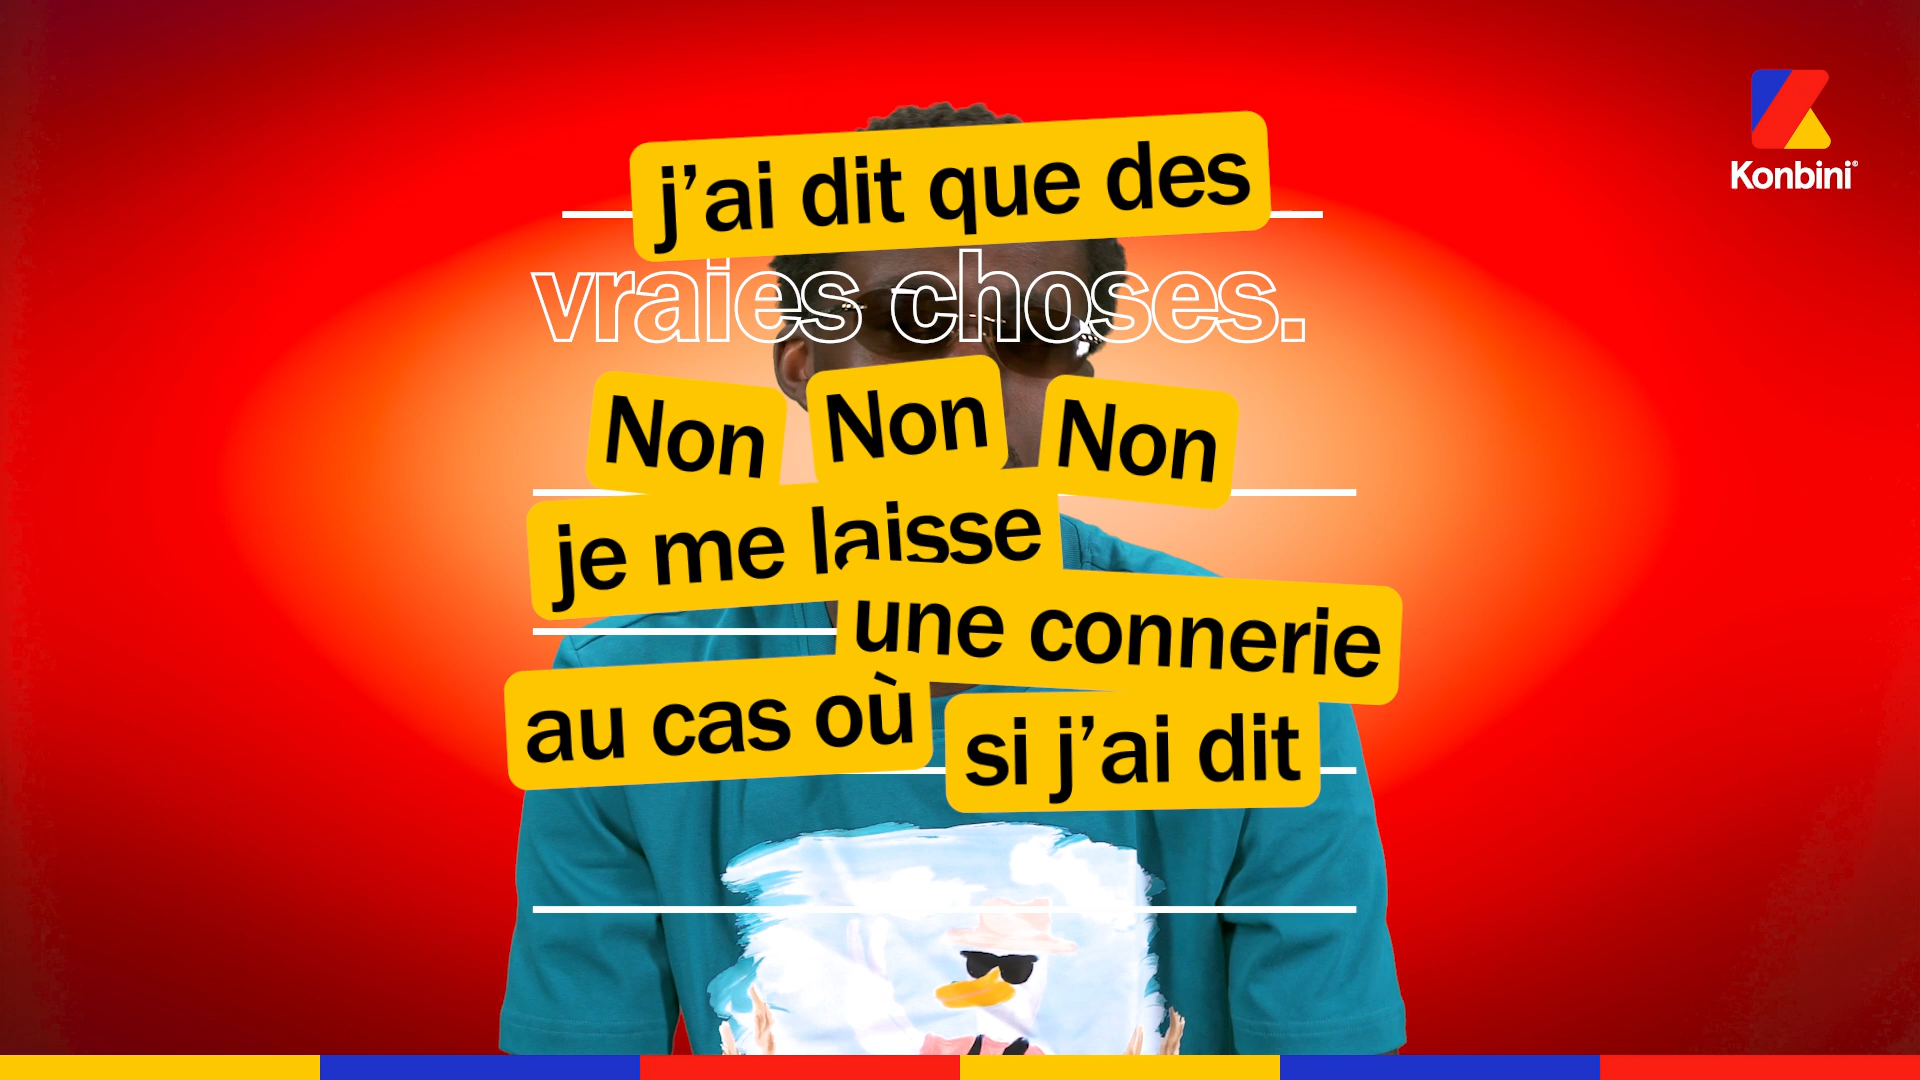 j'ai dit que des
vraies choses.
Non Non Non
je me laisse
une connerie
au cas où
si j'ai dit
Konbini